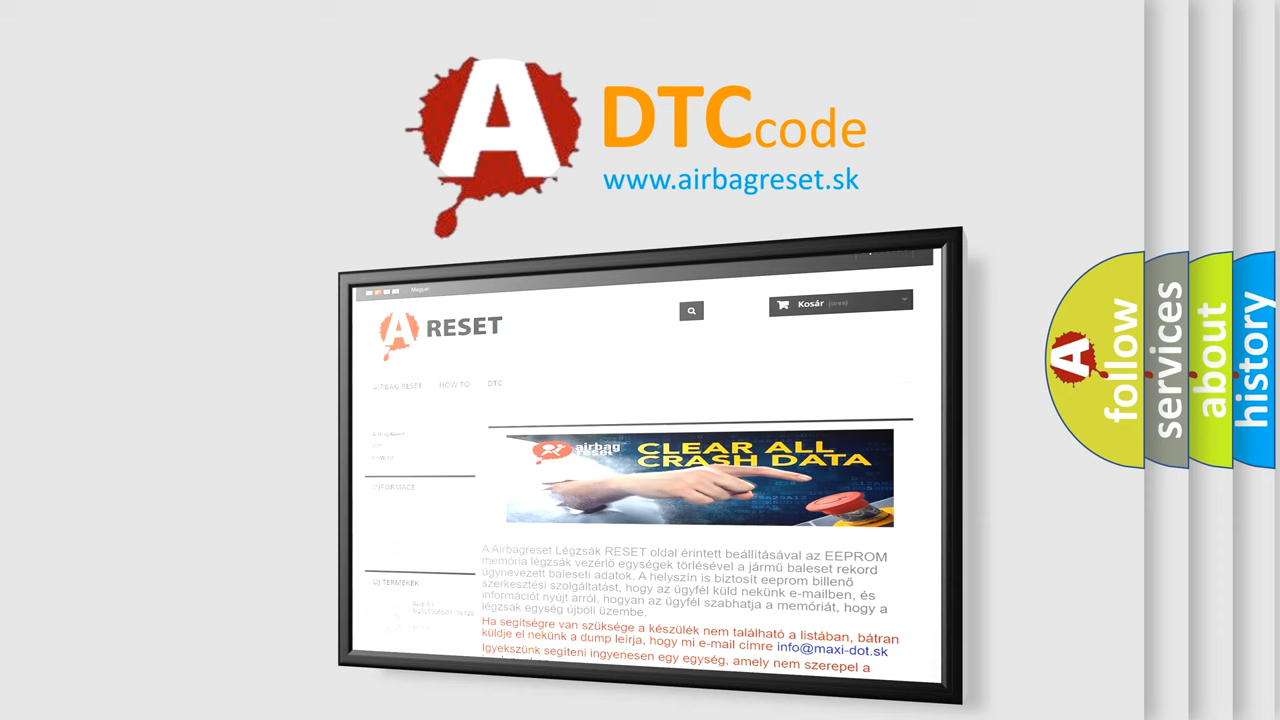 A
DTC code
www.airbagreset.sk
Magyar
Kosár (üres)
A RESET
AIRBAG RESET HOW TO DTC
airbag
reset
CLEAR ALL
CRASH DATA
INFORMACE
A Airbagreset Légzsák RESET oldal érintett beállításával az EEPROM
memória légzsák vezérlő egységek törlésével a jármű baleset rekord
úgynevezett baleseti adatok. A helyszín is biztosít eeprom billenő
szerkesztési szolgáltatást, hogy az ügyfél küld nekünk e-mailben, és
információt nyújt arról, hogyan az ügyfél szabhatja a memóriát, hogy a
légzsák egység újbóli üzembe.
Ha segítségre van szüksége a készülék nem található a listában, bátran
küldje el nekünk a dump leírja, hogy mi e-mail címre info@maxi-dot.sk
Igyekszünk segíteni ingyenesen egy egység, amely nem szerepel a
ÚJ TERMÉKEK
A
follow
services
about
history